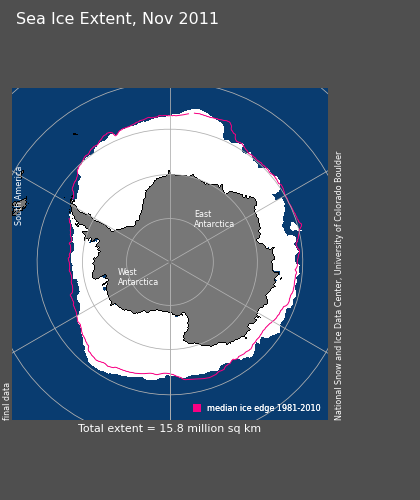 Sea Ice Extent, Nov 2011
South America
East
Antarctica
West
Antarctica
National Snow and Ice Data Center, University of Colorado Boulder
final data
median ice edge 1981-2010
Total extent = 15.8 million sq km